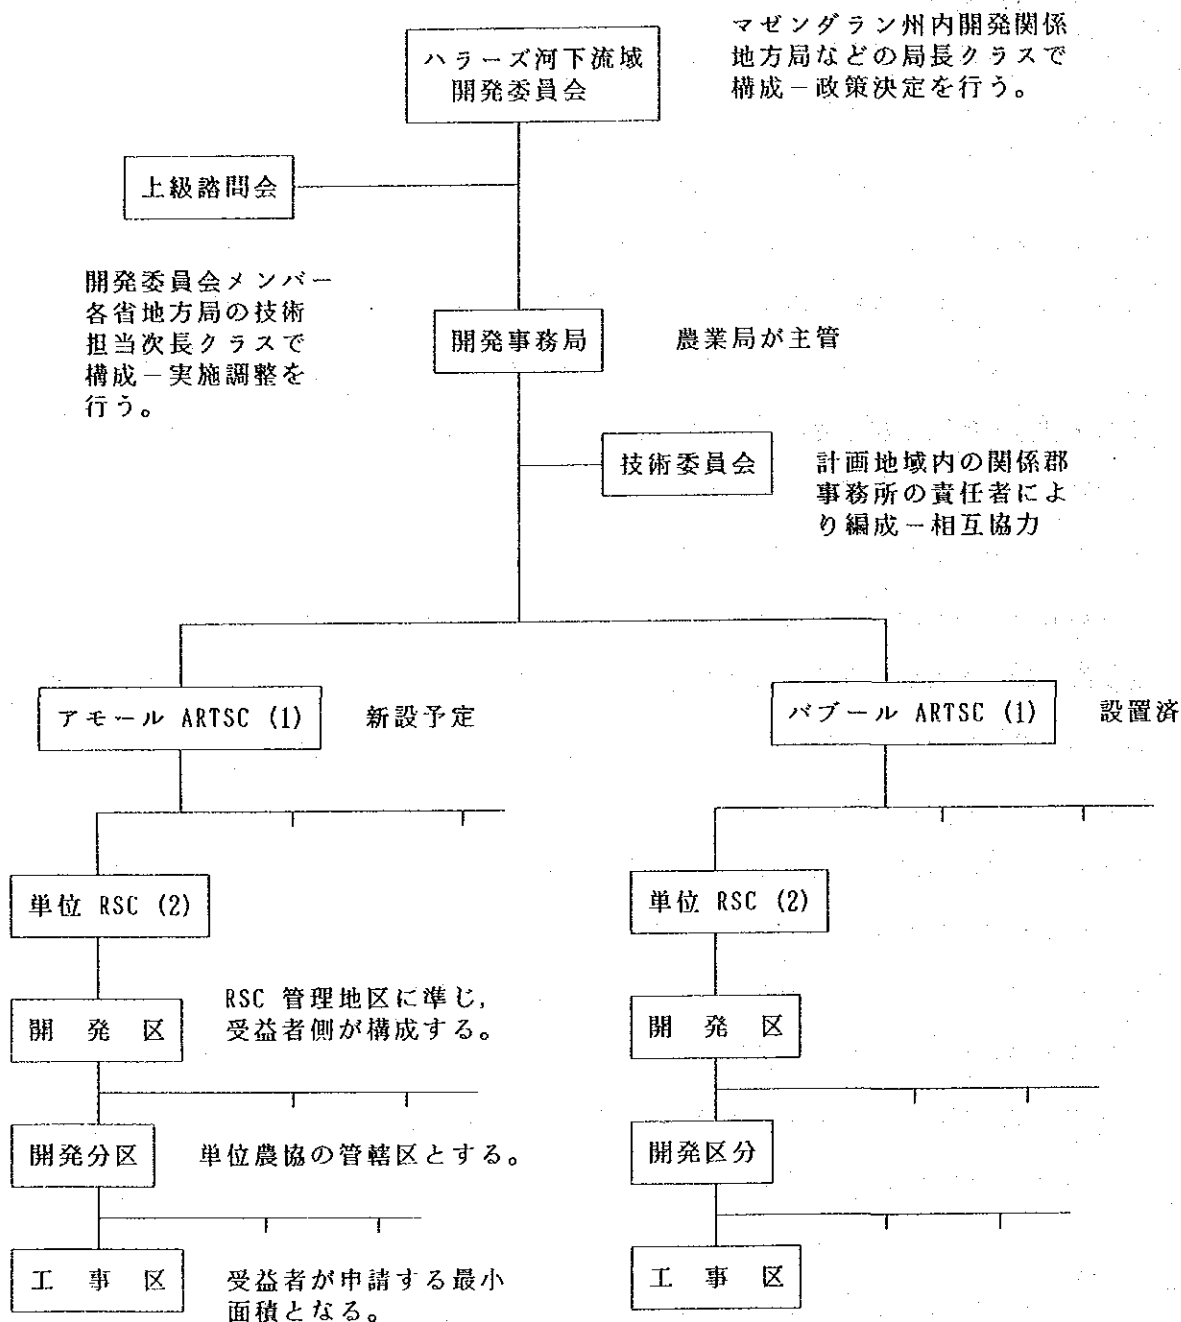 ハラーズ河下流域
開発委員会
マゼンダラン州内開発関係
地方局などの局長クラスで
構成－政策決定を行う。
上級諮問会
開発委員会メンバー
各省地方局の技術
担当次長クラスで
構成－実施調整を
行う。
開発事務局
農業局が主管
技術委員会
計画地域内の関係郡
事務所の責任者によ
り編成－相互協力
アモール ARTSC (1)
新設予定
バブール ARTSC (1)
設置済
単位 RSC (2)
単位 RSC (2)
開 発 区
RSC 管理地区に準じ,
受益者側が構成する。
開 発 区
開発分区
単位農協の管轄区とする。
開発区分
工 事 区
受益者が申請する最小
面積となる。
工 事 区